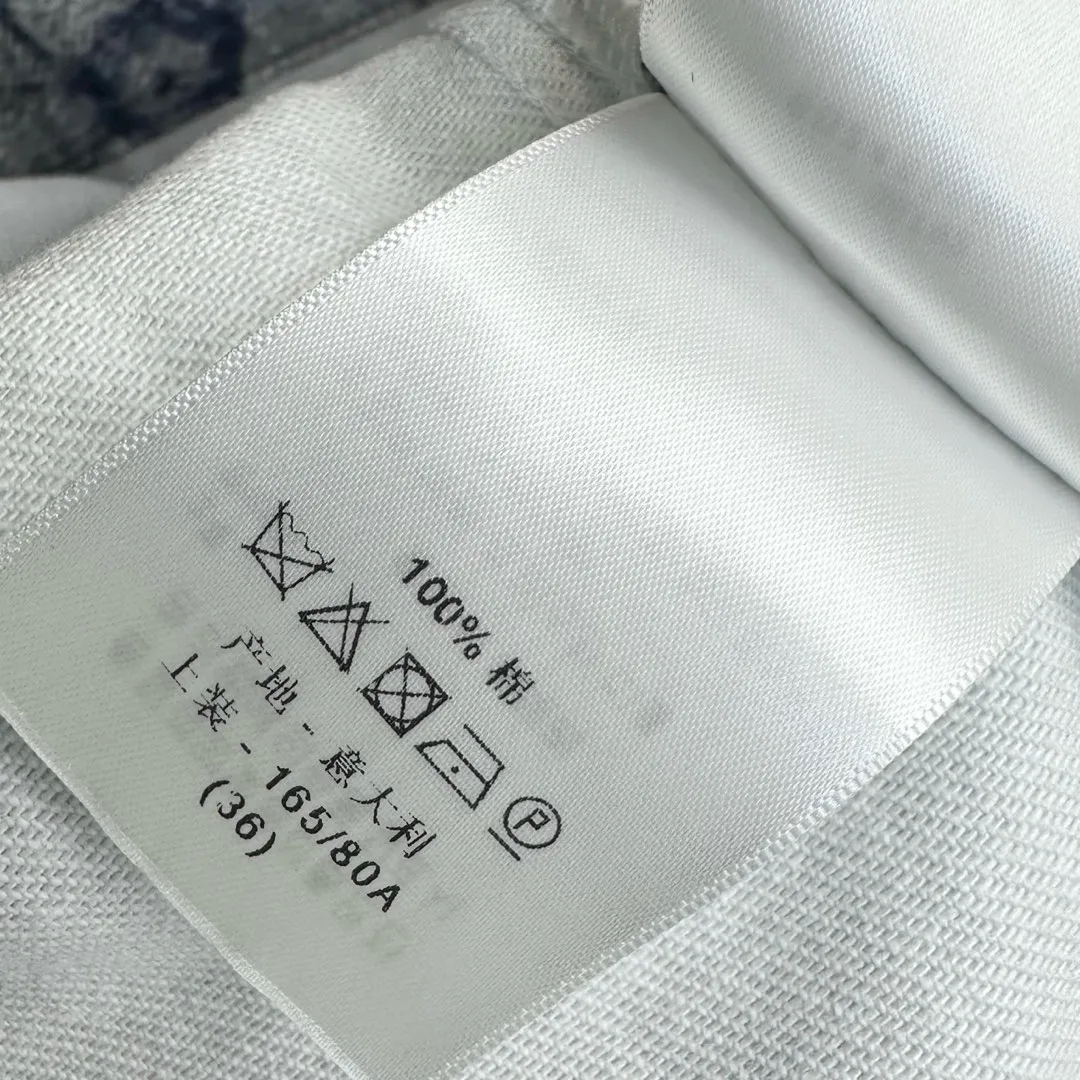 100% 棉
P
产地 - 意大利
上装 - 165/80A
(36)